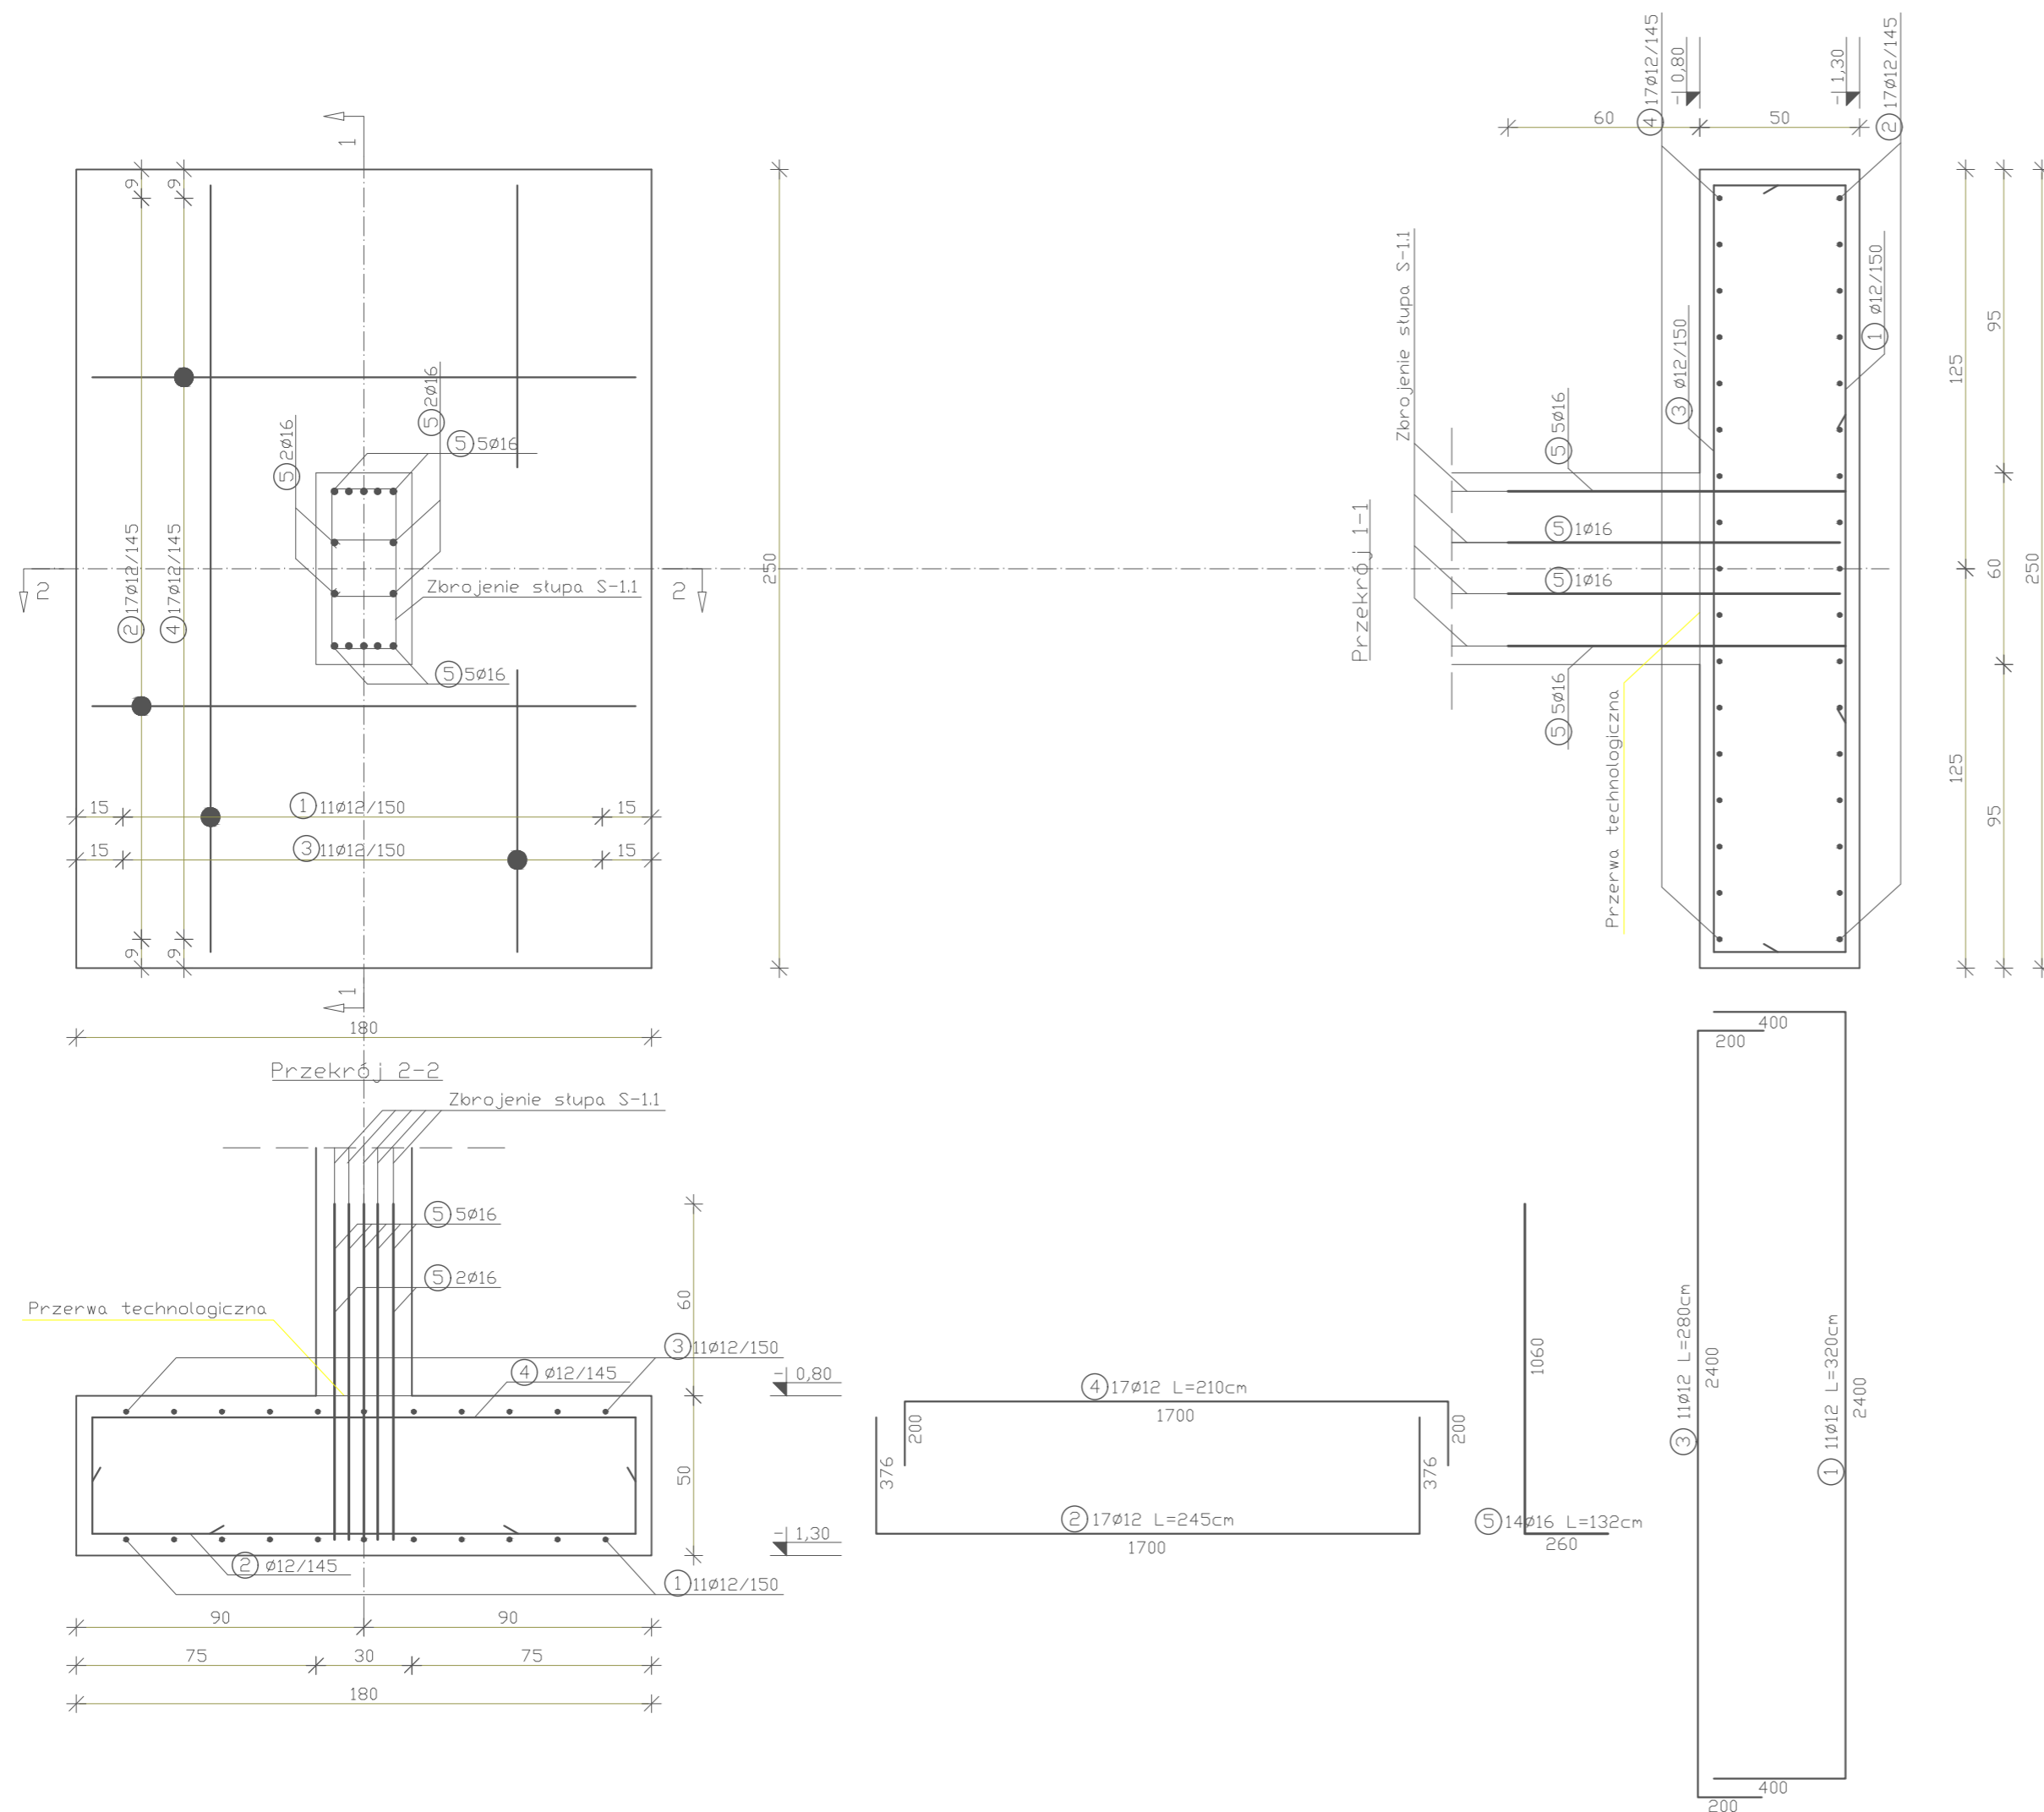 1
9
9
② 17ø12/145
④ 17ø12/145
⑤ 2ø16
⑤ 2ø16
⑤ 5ø16
Zbrojenie słupa S-1.1
⑤ 5ø16
2
2
① 11ø12/150
15
15
③ 11ø12/150
15
15
9
9
1
180
250
Przekrój 1-1
④ 17ø12/145
② 17ø12/145
- 0,80
- 1,30
60
50
Zbrojenie słupa S-1.1
① ø12/150
③ ø12/150
⑤ 5ø16
⑤ 1ø16
⑤ 1ø16
⑤ 5ø16
Przerwa technologiczna
125
125
95
60
95
250
Przekrój 2-2
Zbrojenie słupa S-1.1
⑤ 5ø16
⑤ 2ø16
Przerwa technologiczna
③ 11ø12/150
④ ø12/145
60
50
- 0,80
- 1,30
② ø12/145
① 11ø12/150
90
90
75
30
75
180
④ 17ø12 L=210cm
1700
200
200
376
376
② 17ø12 L=245cm
1700
1060
⑤ 14ø16 L=132cm
260
400
200
③ 11ø12 L=280cm
2400
① 11ø12 L=320cm
2400
400
200